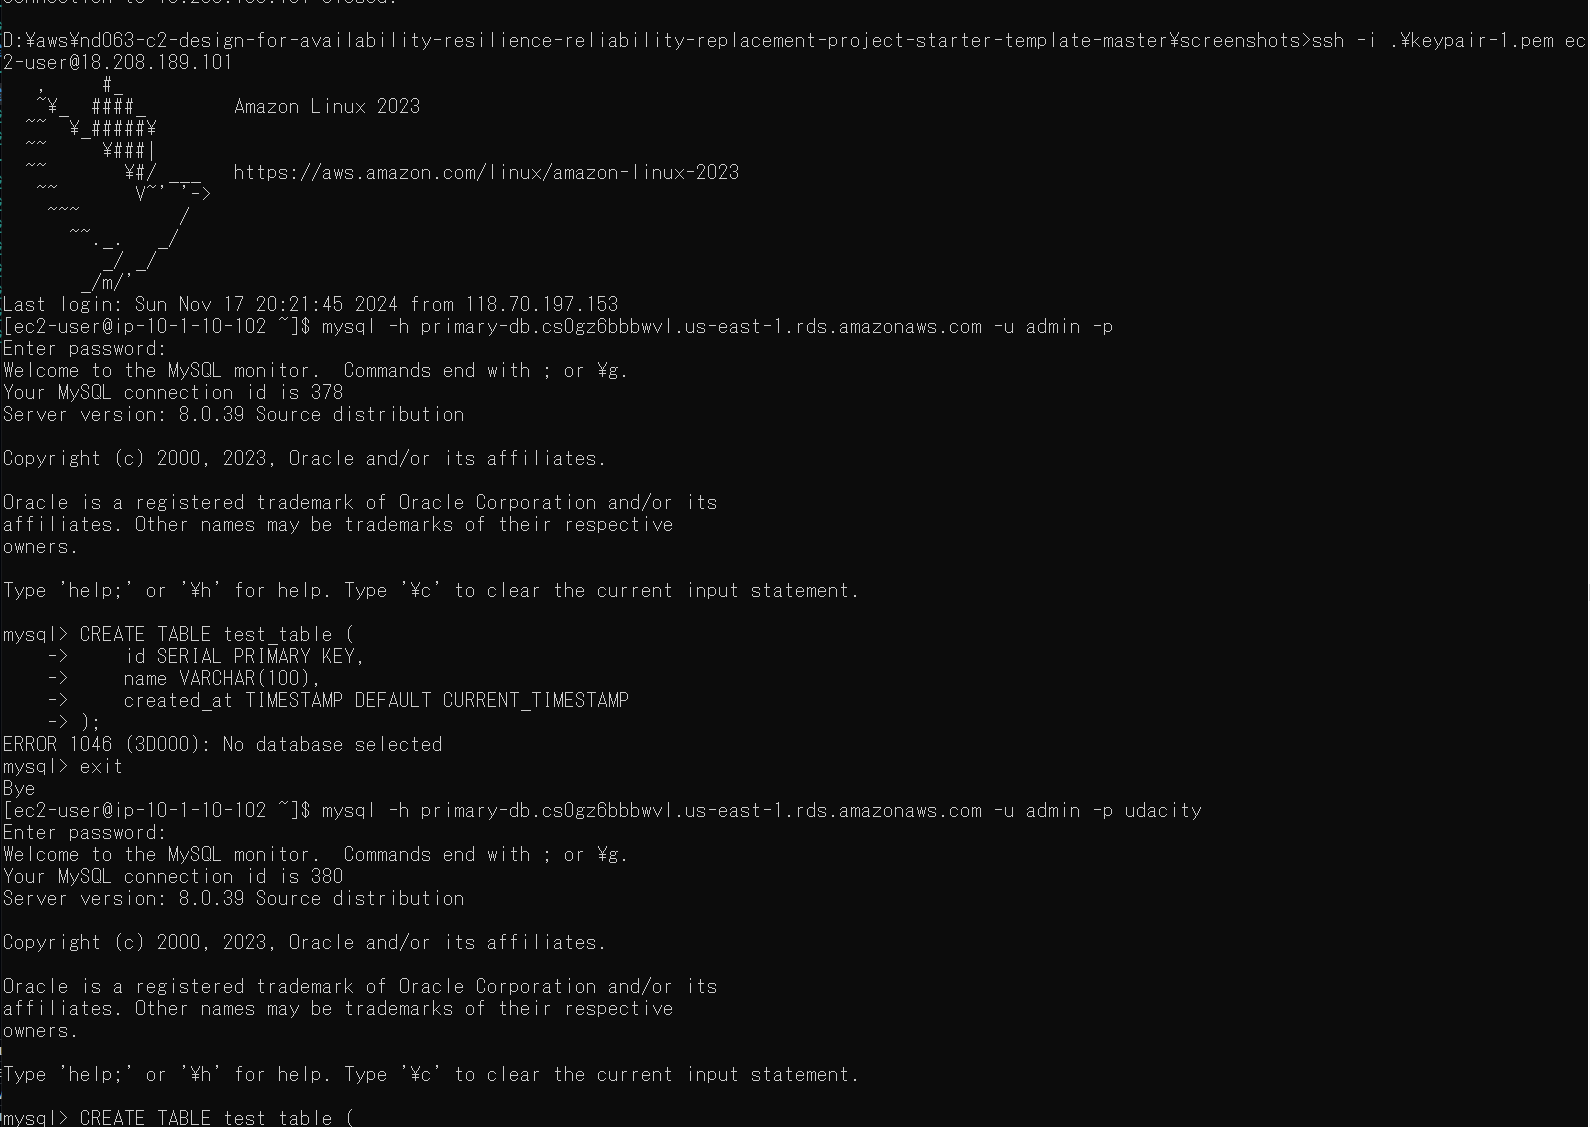 Connection to 18.208.189.101 closed.
D:¥aws¥nd063-c2-design-for-availability-resilience-reliability-replacement-project-starter-template-master¥screenshots>ssh -i .¥keypair-1.pem ec
2-user@18.208.189.101
   ,     #_
   ~¥_  ####_        Amazon Linux 2023
  ~~  ¥_#####¥
  ~~     ¥###|
  ~~       ¥#/ ___   https://aws.amazon.com/linux/amazon-linux-2023
   ~~       V~' '->
    ~~~         /
      ~~._.   _/
         _/ _/
       _/m/'
Last login: Sun Nov 17 20:21:45 2024 from 118.70.197.153
[ec2-user@ip-10-1-10-102 ~]$ mysql -h primary-db.cs0gz6bbbwvl.us-east-1.rds.amazonaws.com -u admin -p
Enter password:
Welcome to the MySQL monitor.  Commands end with ; or ¥g.
Your MySQL connection id is 378
Server version: 8.0.39 Source distribution
Copyright (c) 2000, 2023, Oracle and/or its affiliates.
Oracle is a registered trademark of Oracle Corporation and/or its
affiliates. Other names may be trademarks of their respective
owners.
Type 'help;' or '¥h' for help. Type '¥c' to clear the current input statement.
mysql> CREATE TABLE test_table (
    ->     id SERIAL PRIMARY KEY,
    ->     name VARCHAR(100),
    ->     created_at TIMESTAMP DEFAULT CURRENT_TIMESTAMP
    -> );
ERROR 1046 (3D000): No database selected
mysql> exit
Bye
[ec2-user@ip-10-1-10-102 ~]$ mysql -h primary-db.cs0gz6bbbwvl.us-east-1.rds.amazonaws.com -u admin -p udacity
Enter password:
Welcome to the MySQL monitor.  Commands end with ; or ¥g.
Your MySQL connection id is 380
Server version: 8.0.39 Source distribution
Copyright (c) 2000, 2023, Oracle and/or its affiliates.
Oracle is a registered trademark of Oracle Corporation and/or its
affiliates. Other names may be trademarks of their respective
owners.
Type 'help;' or '¥h' for help. Type '¥c' to clear the current input statement.
mysql> CREATE TABLE test_table (